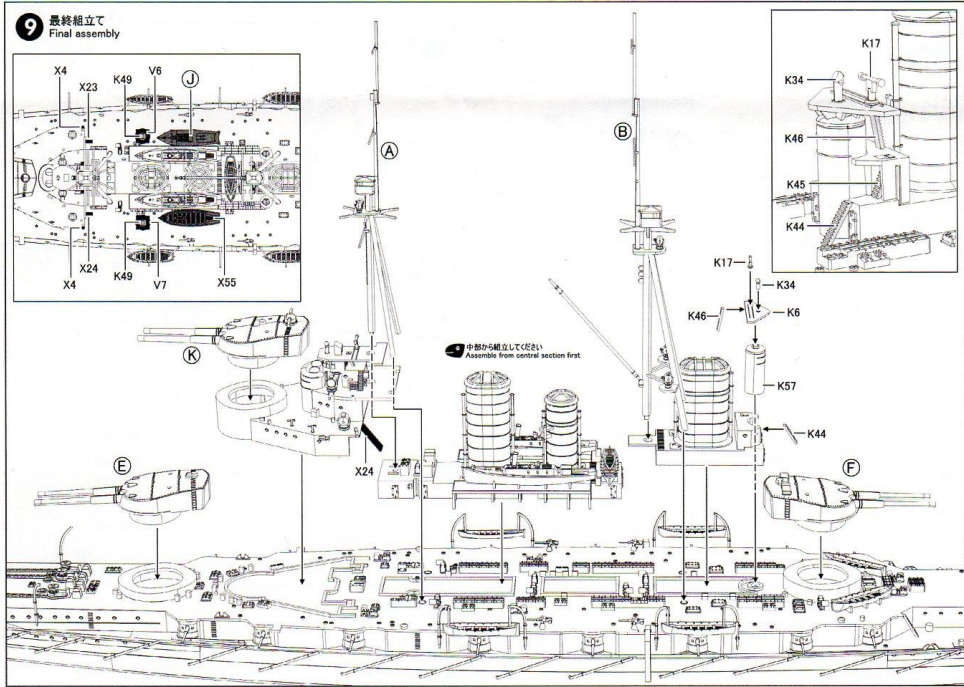 9 最終組立て
Final assembly
X4
X23
K49
V6
J
X4
X24
K49
V7
X55
A
B
K17
K34
K46
K45
K44
K17
K34
K46
K6
K57
K44
K
中部から組立してください
Assemble from central section first
X24
E
F